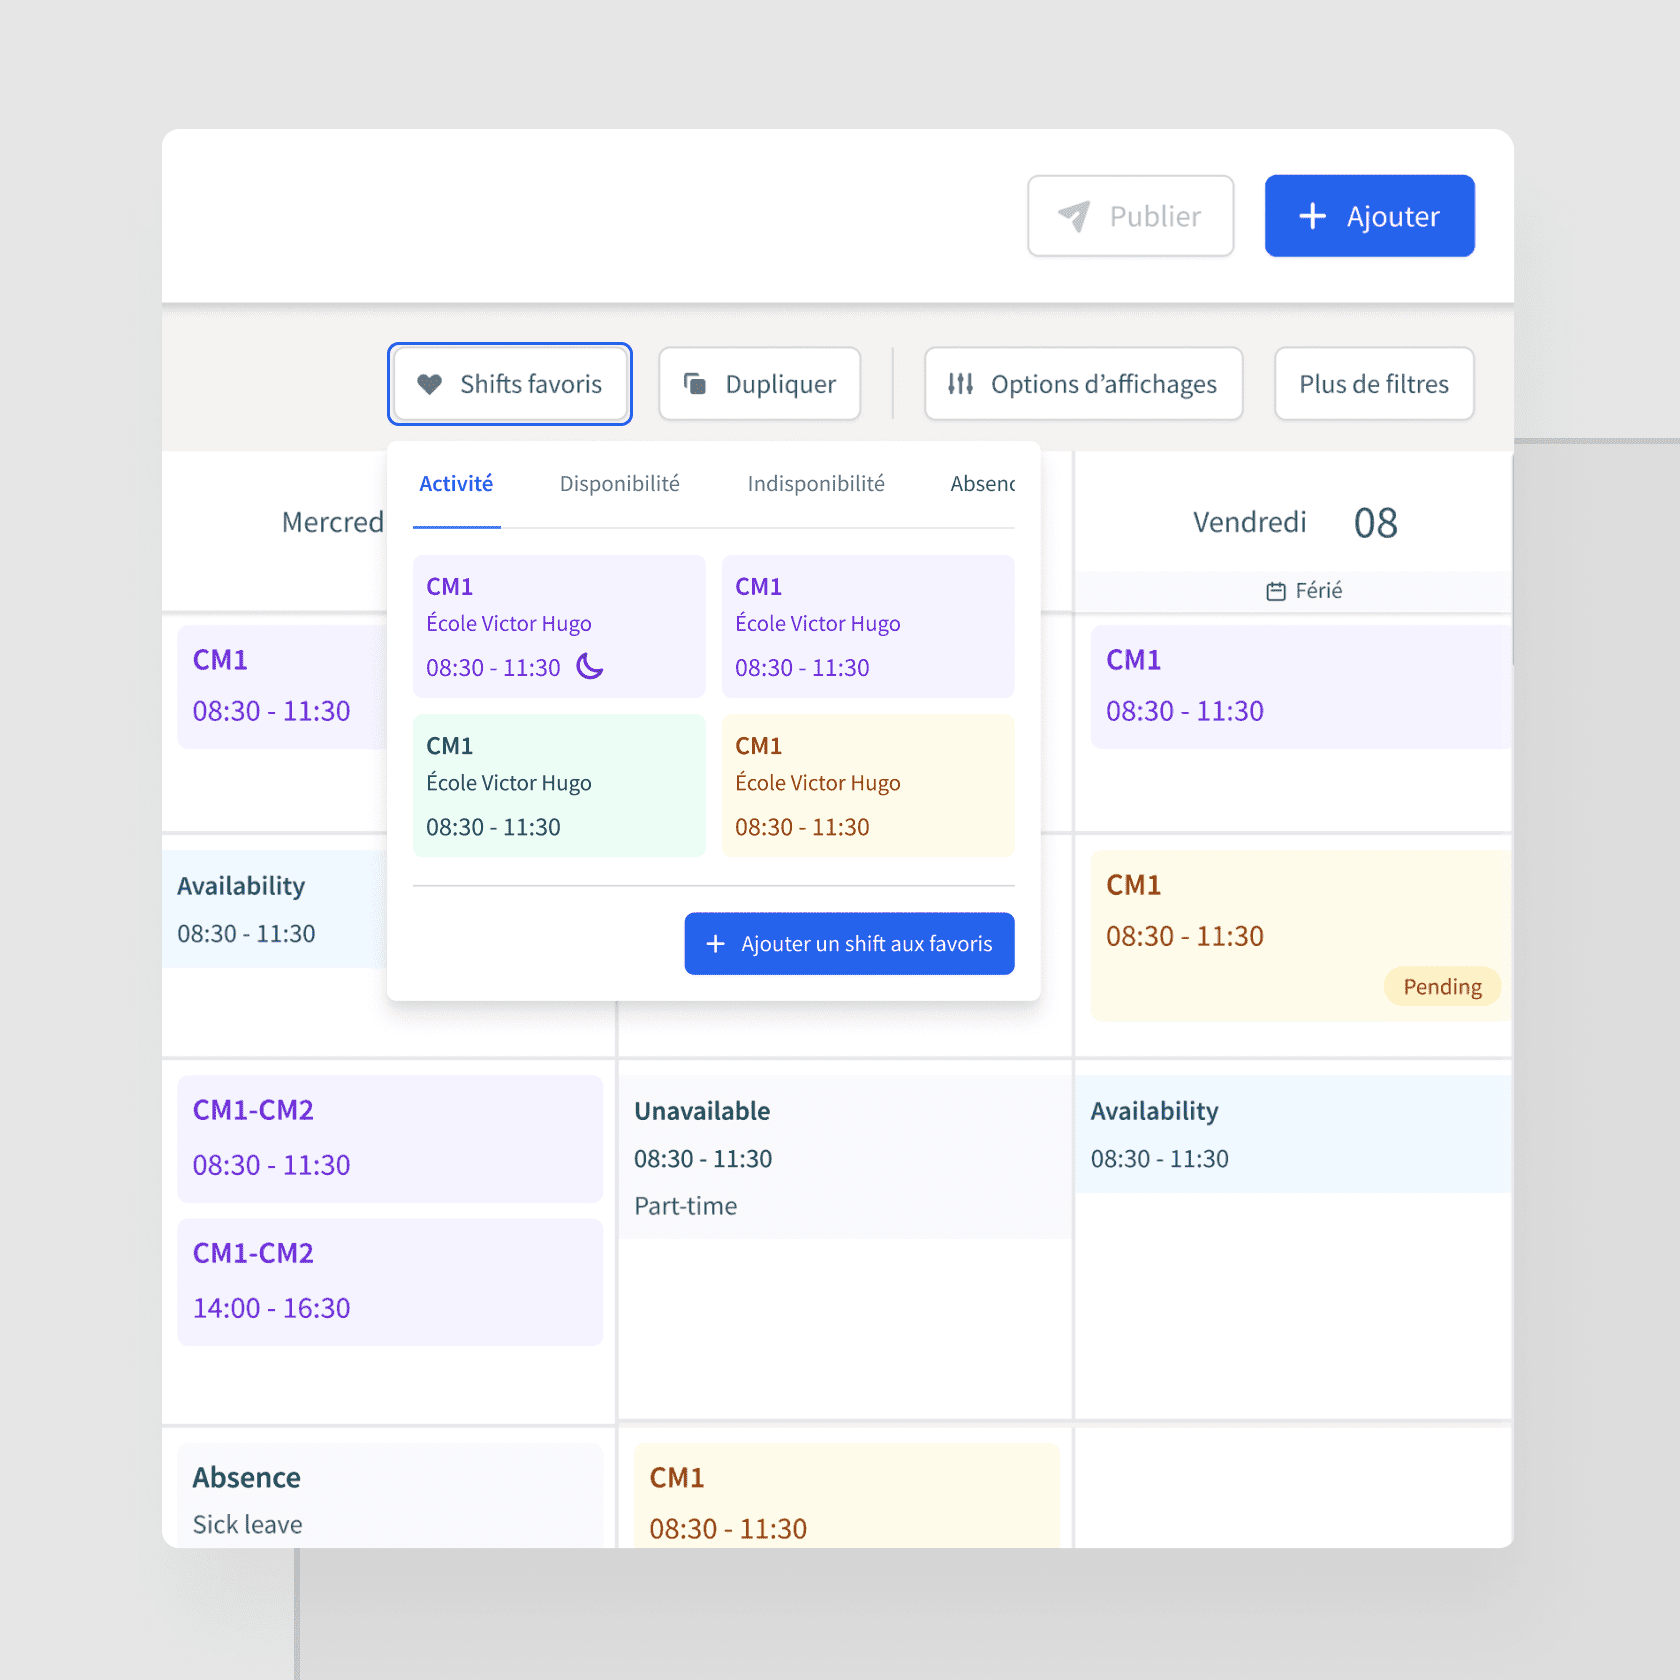 Publier
Ajouter
Shifts favoris
Dupliquer
Options d’affichages
Plus de filtres
Activité
Disponibilité
Indisponibilité
Absenc
Mercred
Vendredi 08
Férié
CM1
École Victor Hugo
08:30 - 11:30
CM1
École Victor Hugo
08:30 - 11:30
CM1
École Victor Hugo
08:30 - 11:30
CM1
École Victor Hugo
08:30 - 11:30
Ajouter un shift aux favoris
CM1
08:30 - 11:30
CM1
08:30 - 11:30
Availability
08:30 - 11:30
CM1
08:30 - 11:30
Pending
CM1-CM2
08:30 - 11:30
CM1-CM2
14:00 - 16:30
Unavailable
08:30 - 11:30
Part-time
Availability
08:30 - 11:30
Absence
Sick leave
CM1
08:30 - 11:30